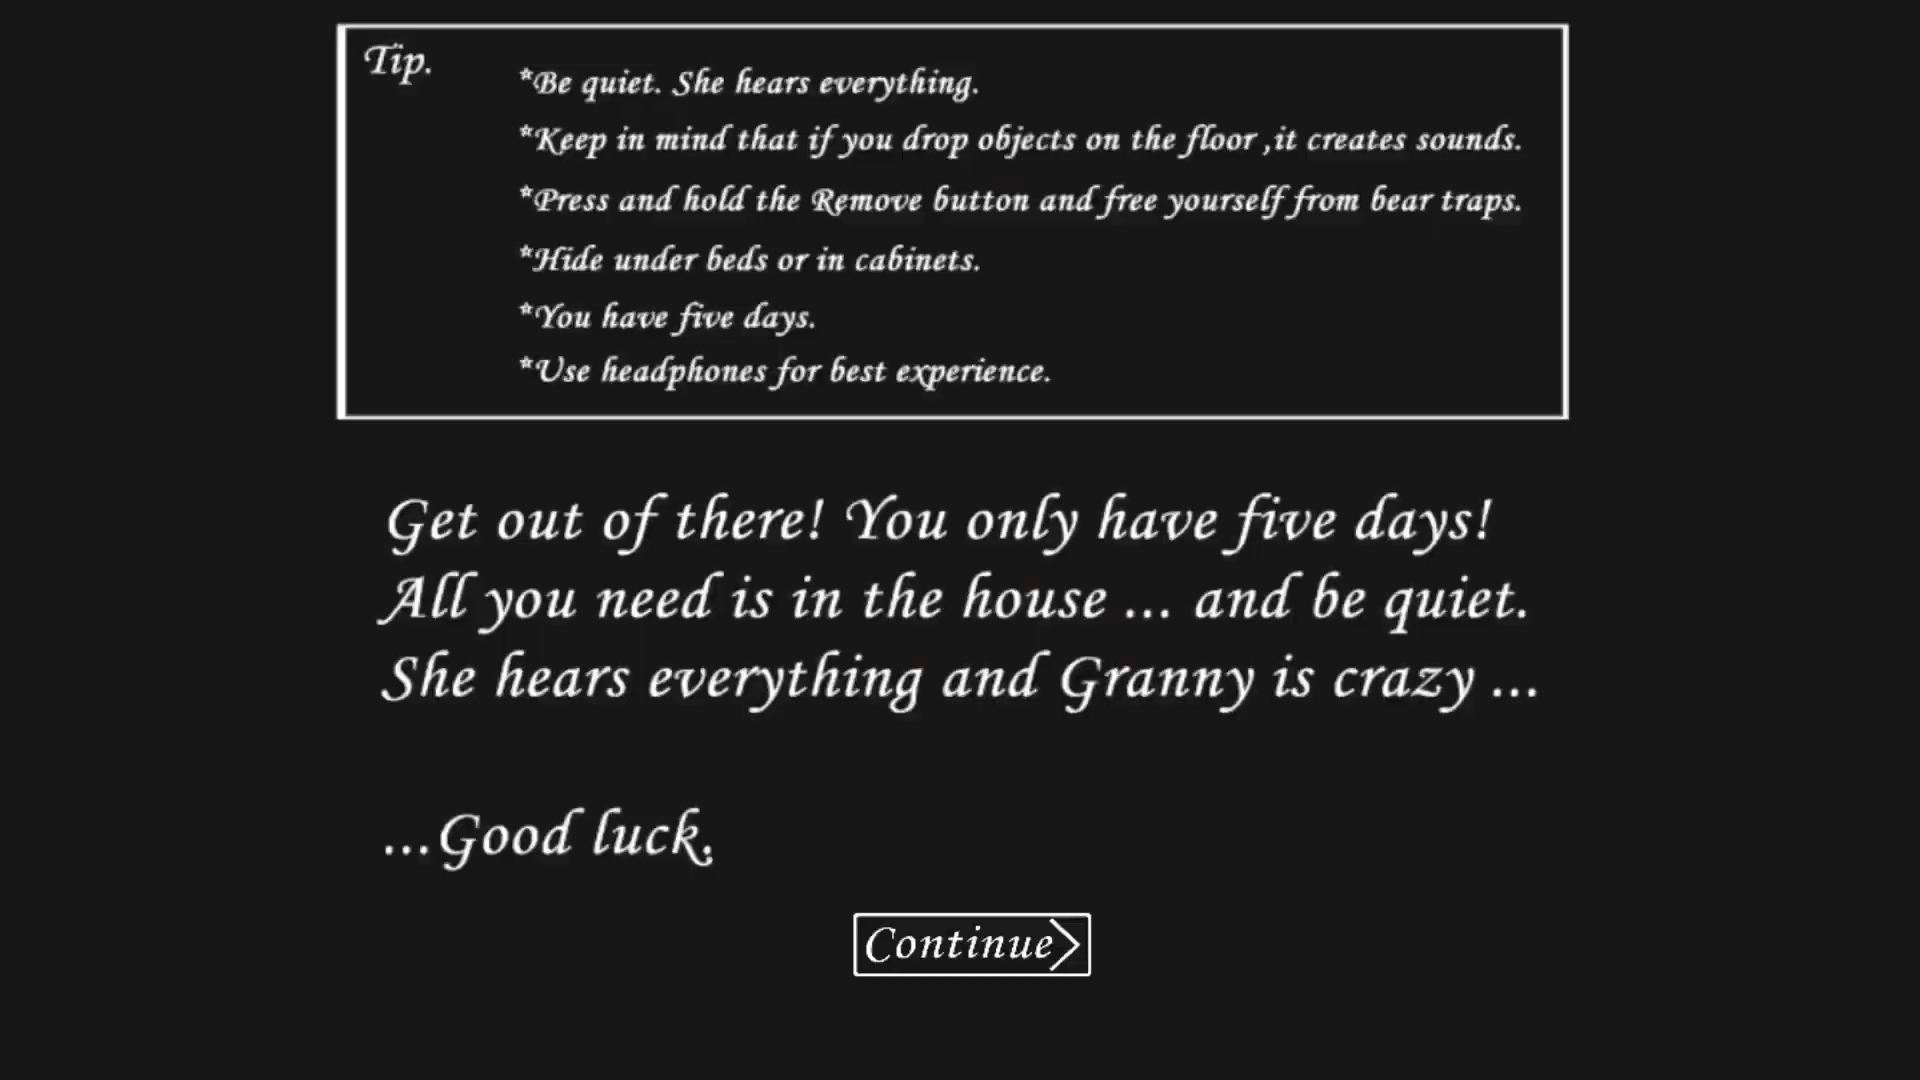 Tip.
*Be quiet. She hears everything.
*Keep in mind that if you drop objects on the floor ,it creates sounds.
*Press and hold the Remove button and free yourself from bear traps.
*Hide under beds or in cabinets.
*You have five days.
*Use headphones for best experience.
Get out of there! You only have five days!
All you need is in the house ... and be quiet.
She hears everything and Granny is crazy ...
...Good luck.
Continue>